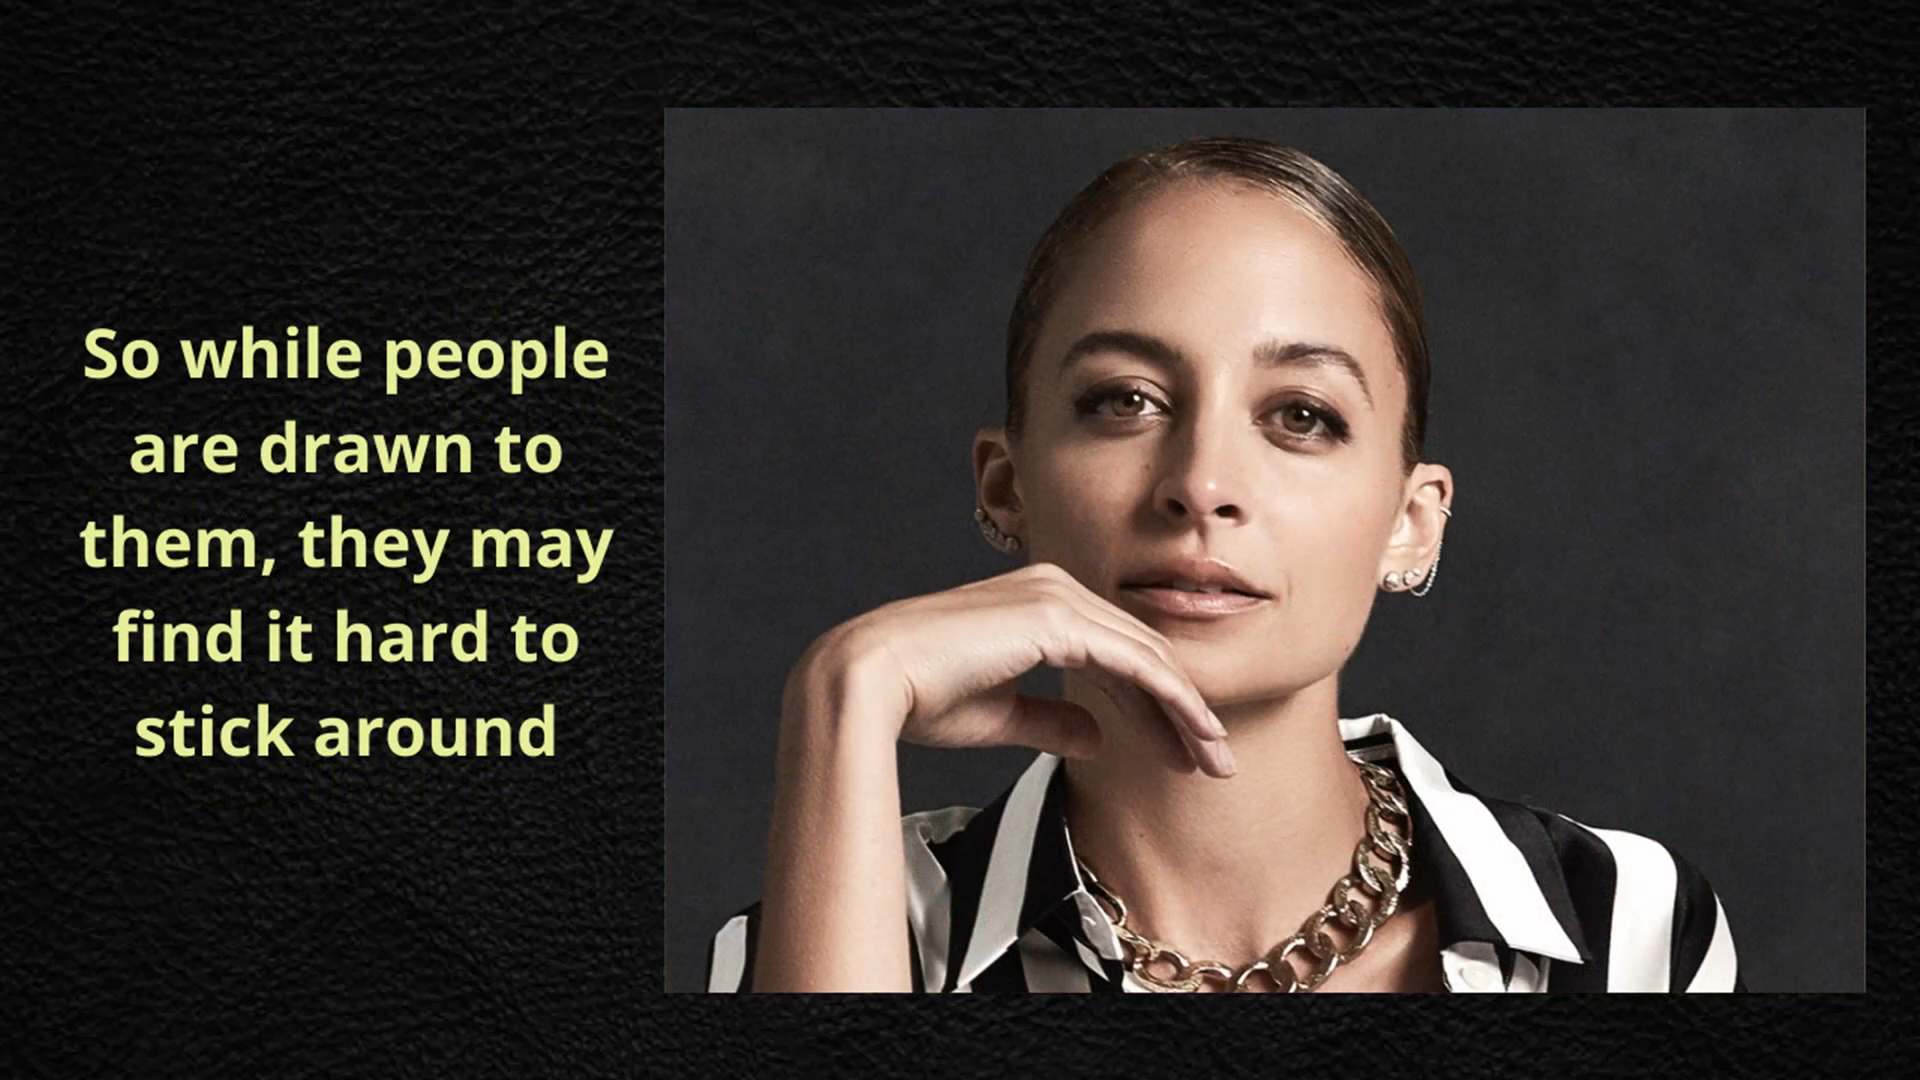 So while people
are drawn to
them, they may
find it hard to
stick around